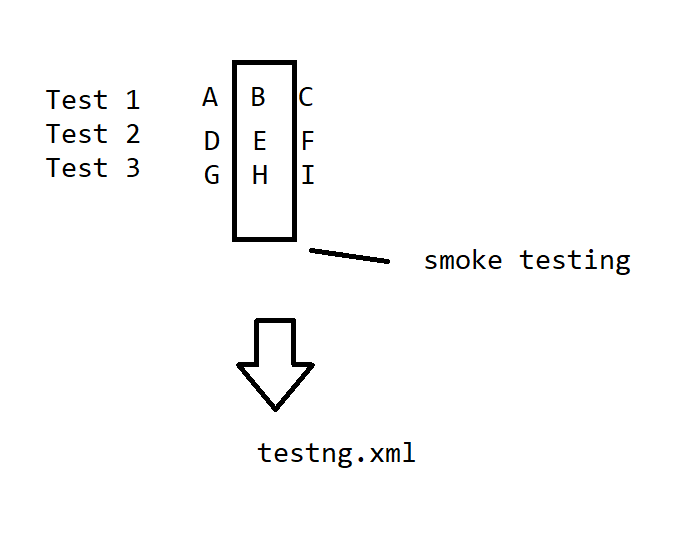 Test 1 A B C
Test 2 D E F
Test 3 G H I
smoke testing
testng.xml